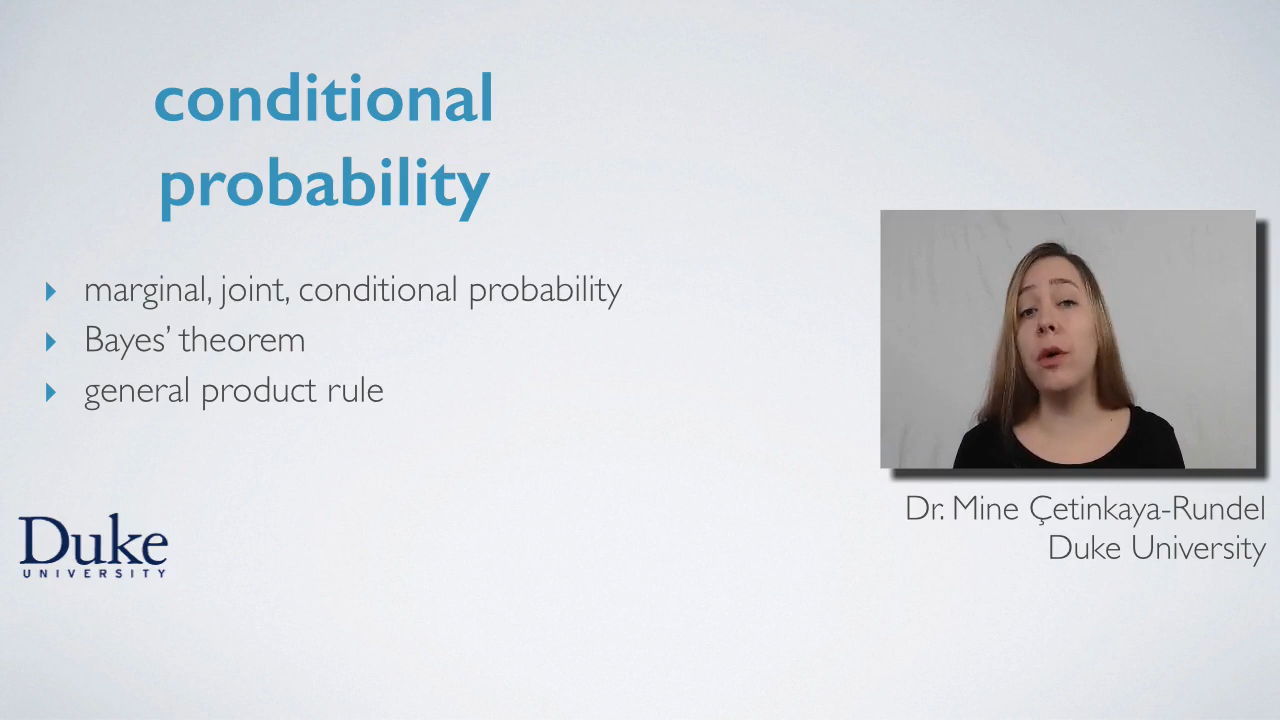 conditional
probability
marginal, joint, conditional probability
Bayes’ theorem
general product rule
Duke
UNIVERSITY
Dr. Mine Çetinkaya-Rundel
Duke University